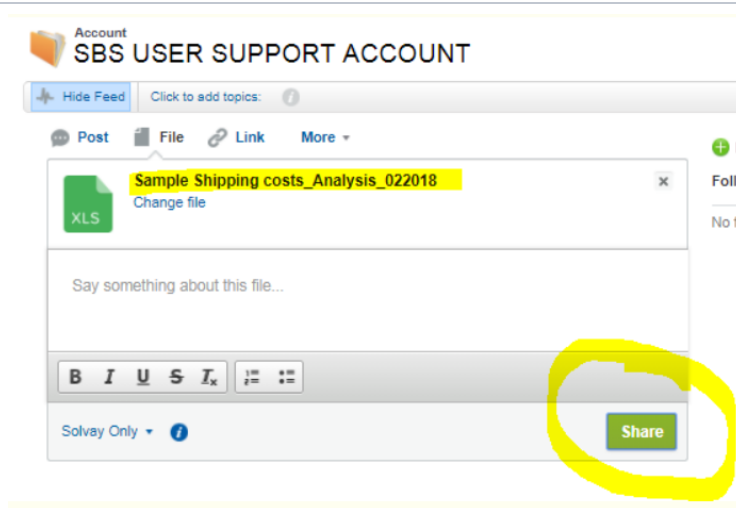 Account
SBS USER SUPPORT ACCOUNT
Hide Feed Click to add topics: i
Post File Link More
Sample Shipping costs_Analysis_022018
Change file
XLS
Foll
No
Say something about this file...
B I U S Ix
Solvay Only i
Share